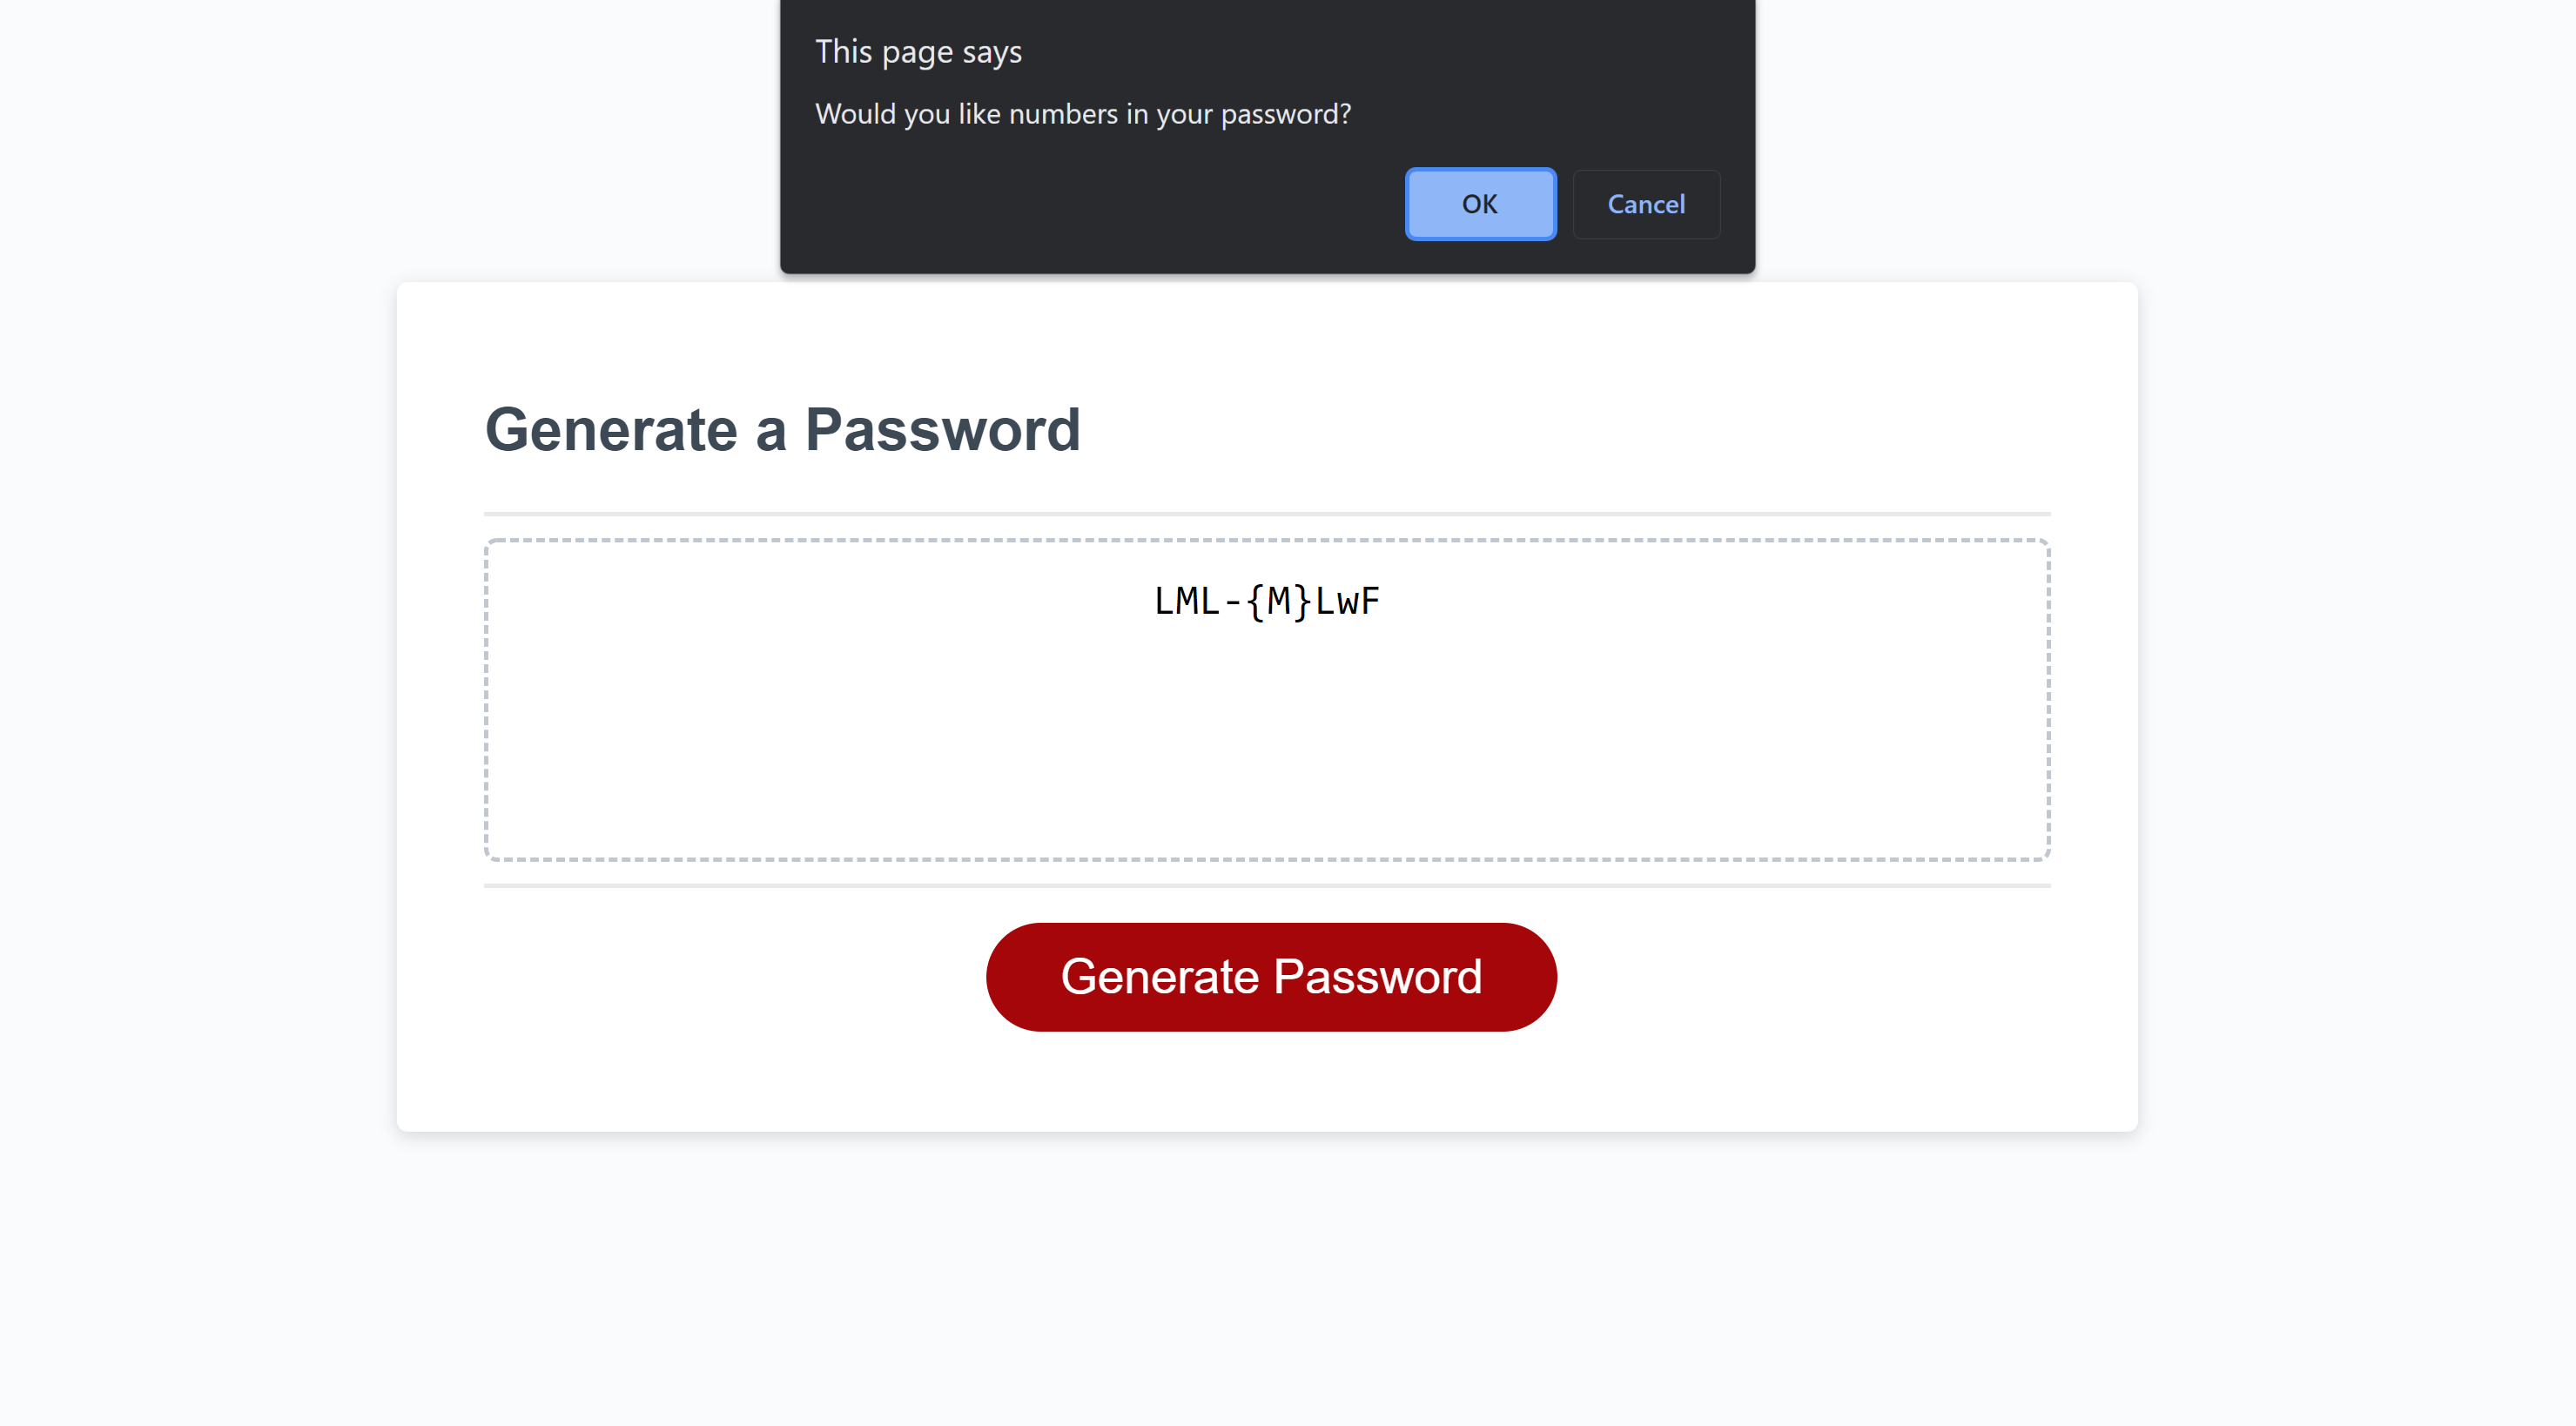 This page says
Would you like numbers in your password?
OK Cancel
Generate a Password
LML-{M}LwF
Generate Password